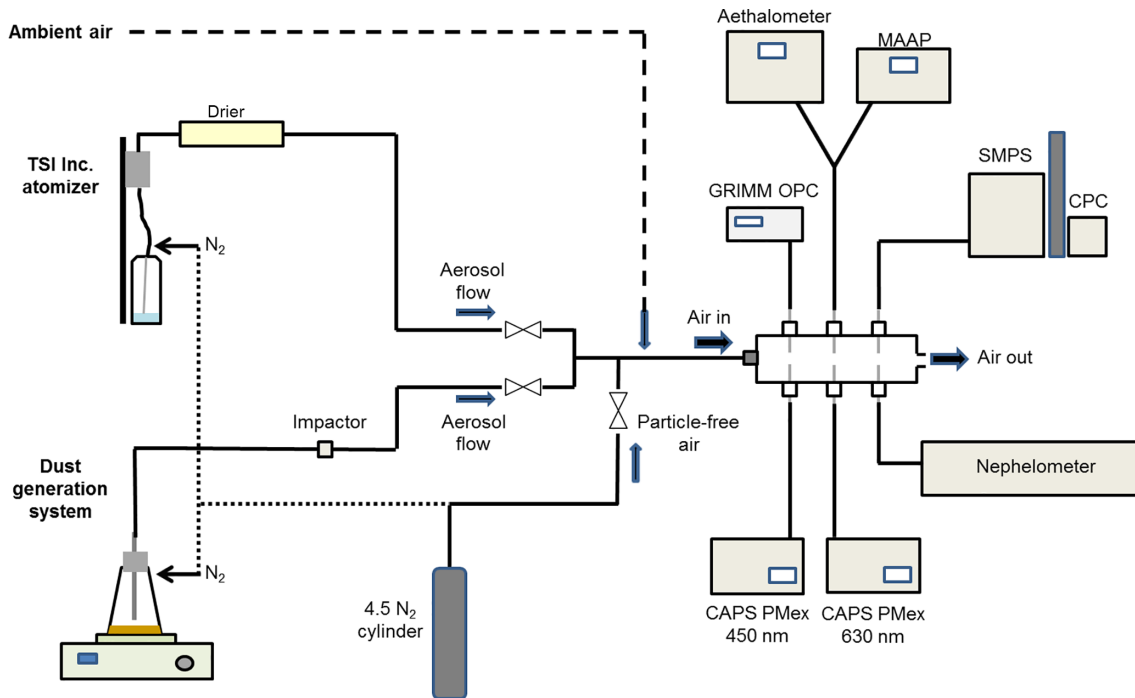 Ambient air
Aethalometer
MAAP
Drier
TSI Inc.
atomizer
SMPS
CPC
GRIMM OPC
N₂
Aerosol
flow
Air in
Air out
Impactor
Aerosol
flow
Particle-free
air
Nephelometer
Dust
generation
system
N₂
4.5 N₂
cylinder
CAPS PMex
450 nm
CAPS PMex
630 nm